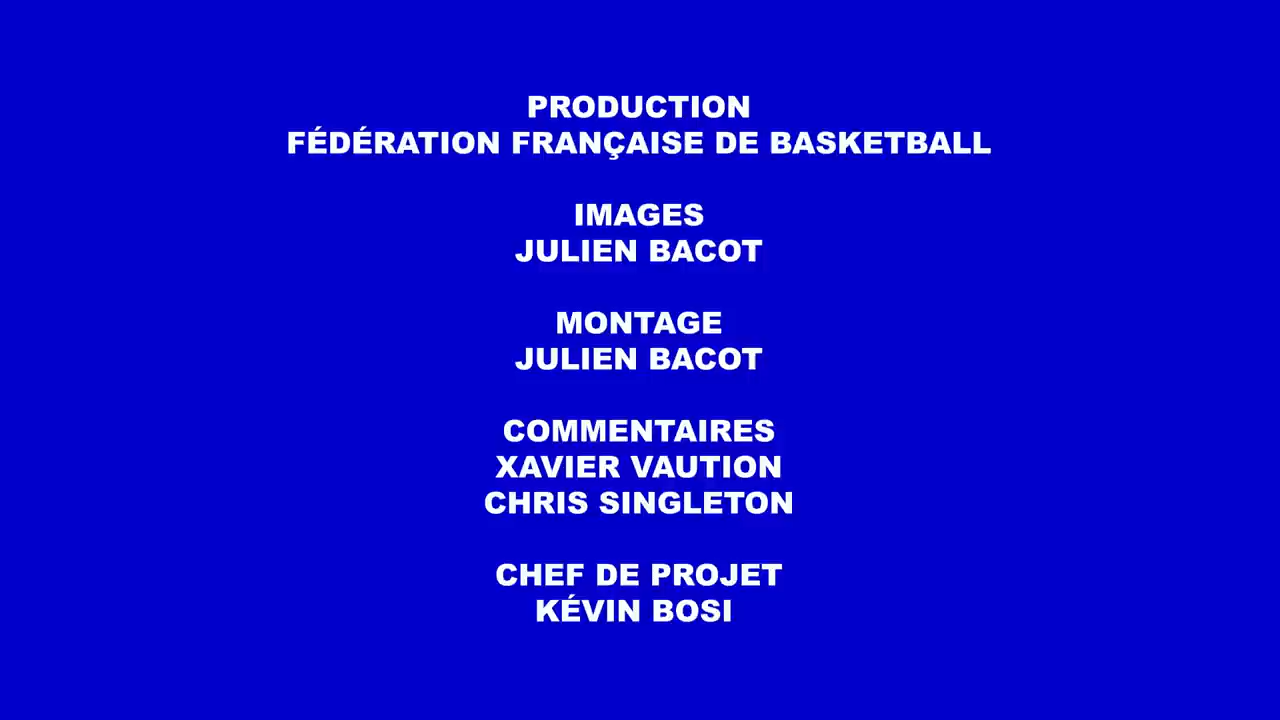 PRODUCTION
FÉDÉRATION FRANÇAISE DE BASKETBALL
IMAGES
JULIEN BACOT
MONTAGE
JULIEN BACOT
COMMENTAIRES
XAVIER VAUTION
CHRIS SINGLETON
CHEF DE PROJET
KÉVIN BOSI